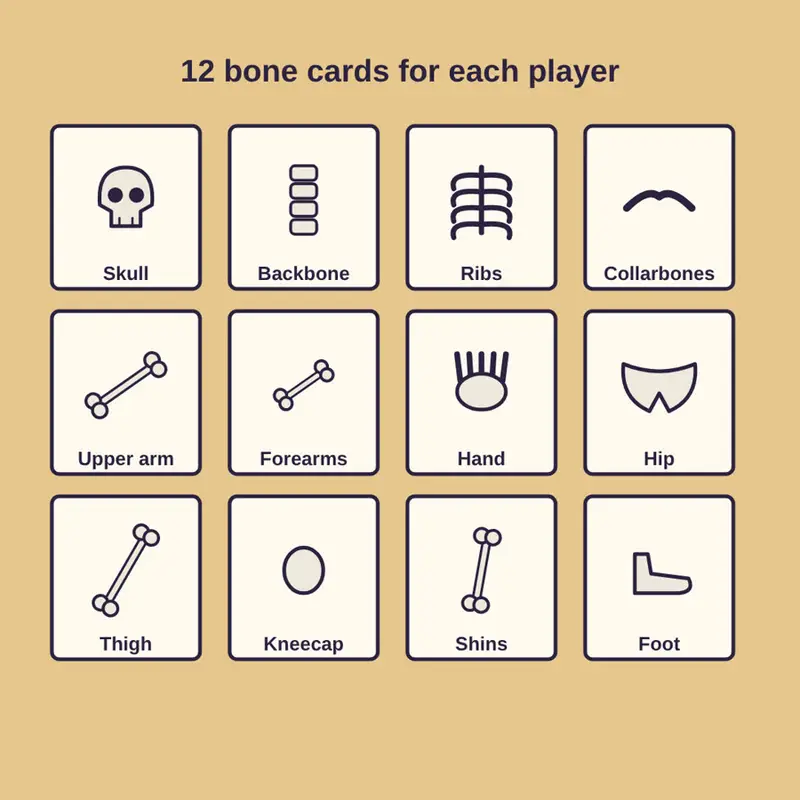 12 bone cards for each player
Skull
Backbone
Ribs
Collarbones
Upper arm
Forearms
Hand
Hip
Thigh
Kneecap
Shins
Foot